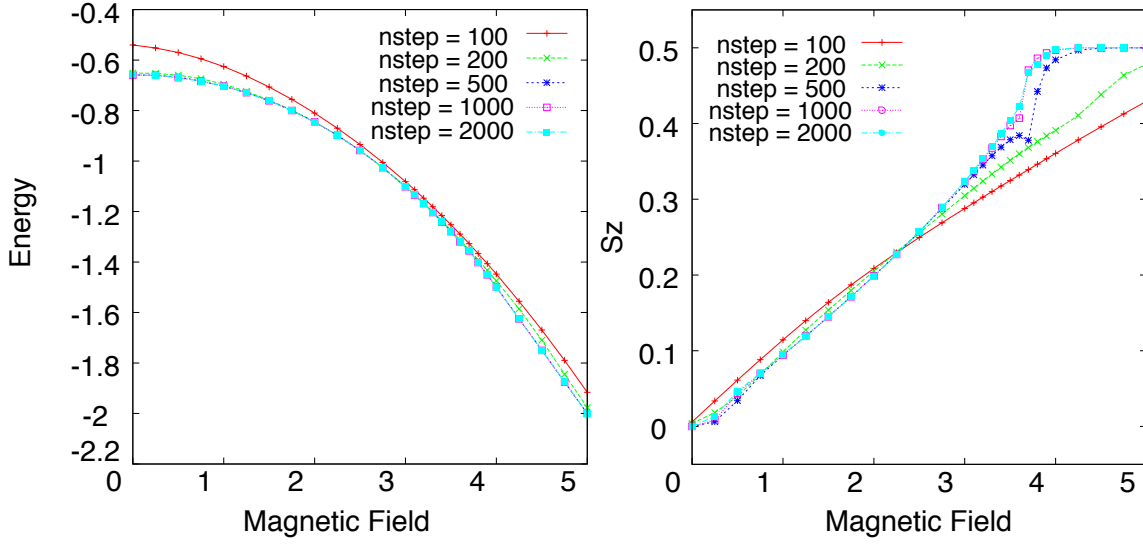 -0.4
-0.6
-0.8
-1
-1.2
-1.4
-1.6
-1.8
-2
-2.2
Energy
0 1 2 3 4 5
Magnetic Field
nstep = 100
nstep = 200
nstep = 500
nstep = 1000
nstep = 2000
0.5
0.4
0.3
0.2
0.1
0
Sz
0 1 2 3 4 5
Magnetic Field
nstep = 100
nstep = 200
nstep = 500
nstep = 1000
nstep = 2000